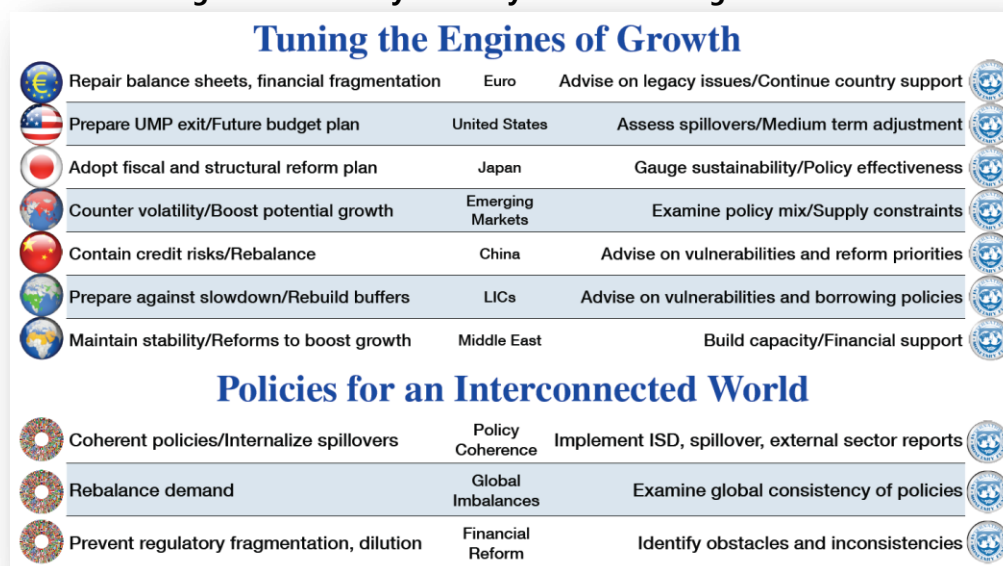 Tuning the Engines of Growth
Repair balance sheets, financial fragmentation Euro Advise on legacy issues/Continue country support
Prepare UMP exit/Future budget plan United States Assess spillovers/Medium term adjustment
Adopt fiscal and structural reform plan Japan Gauge sustainability/Policy effectiveness
Counter volatility/Boost potential growth Emerging Markets Examine policy mix/Supply constraints
Contain credit risks/Rebalance China Advise on vulnerabilities and reform priorities
Prepare against slowdown/Rebuild buffers LICs Advise on vulnerabilities and borrowing policies
Maintain stability/Reforms to boost growth Middle East Build capacity/Financial support
Policies for an Interconnected World
Coherent policies/Internalize spillovers Policy Coherence Implement ISD, spillover, external sector reports
Rebalance demand Global Imbalances Examine global consistency of policies
Prevent regulatory fragmentation, dilution Financial Reform Identify obstacles and inconsistencies